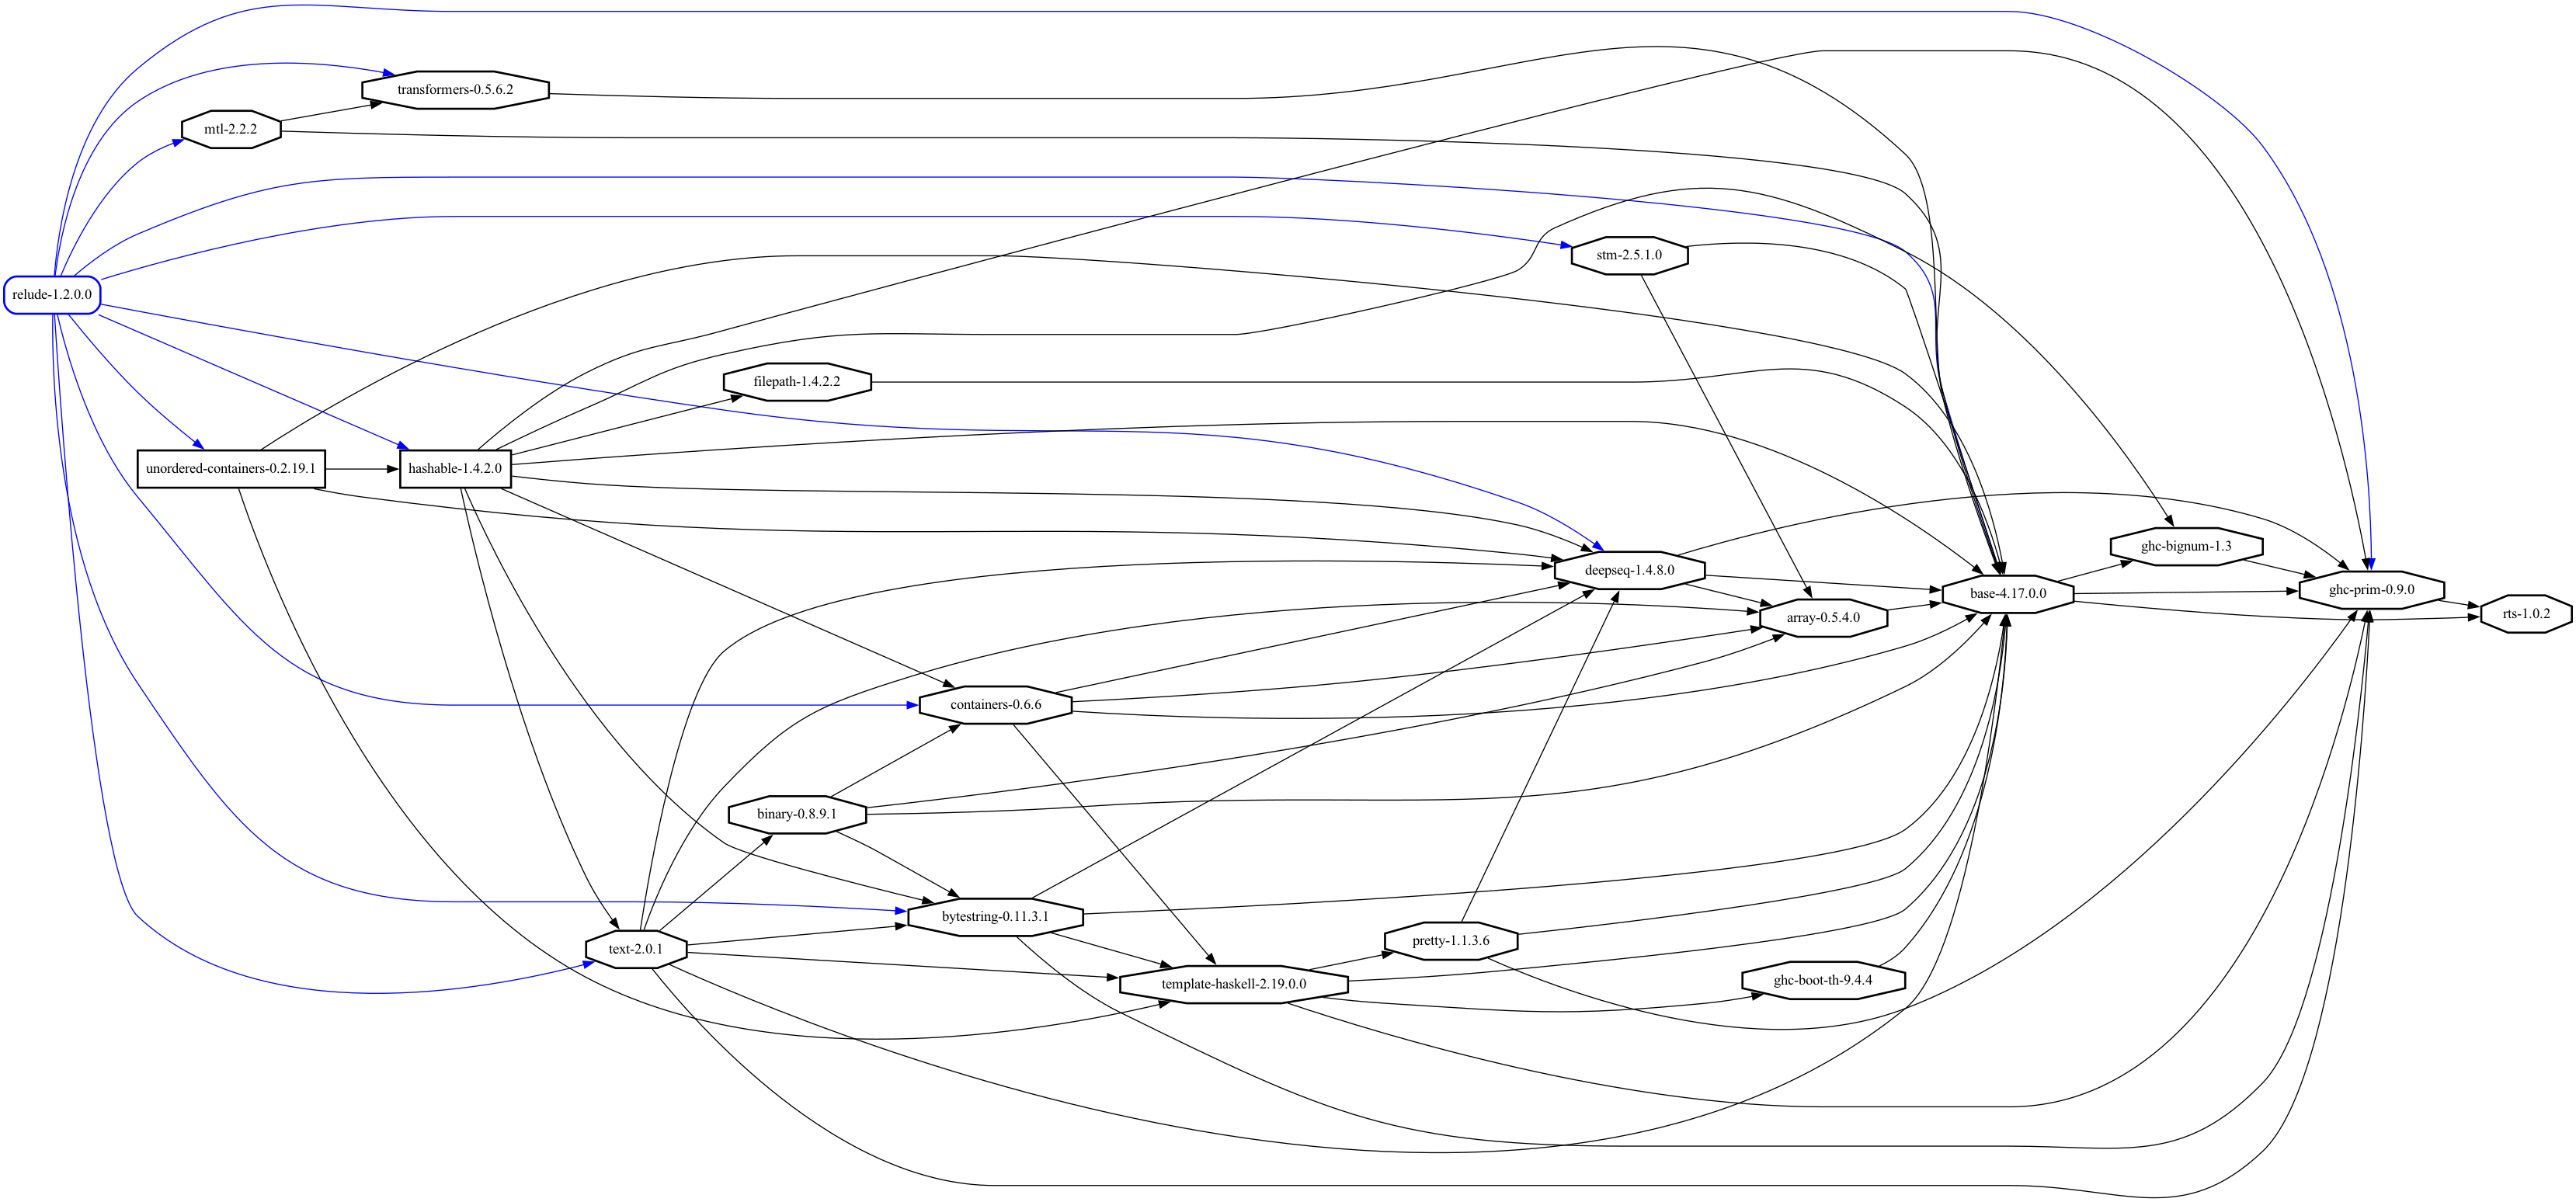 transformers-0.5.6.2
mtl-2.2.2
stm-2.5.1.0
relude-1.2.0.0
filepath-1.4.2.2
unordered-containers-0.2.19.1
hashable-1.4.2.0
ghc-bignum-1.3
deepseq-1.4.8.0
ghc-prim-0.9.0
base-4.17.0.0
rts-1.0.2
array-0.5.4.0
containers-0.6.6
binary-0.8.9.1
bytestring-0.11.3.1
pretty-1.1.3.6
text-2.0.1
ghc-boot-th-9.4.4
template-haskell-2.19.0.0